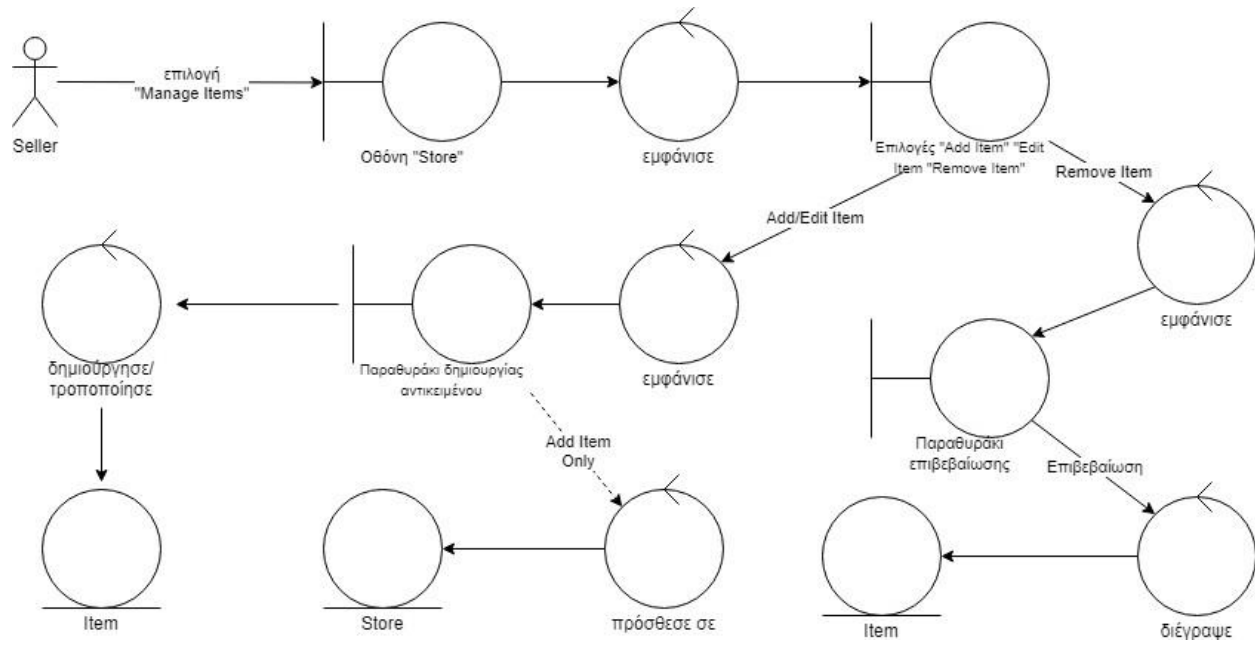 επιλογή
"Manage Items"
Seller
Οθόνη "Store"
εμφάνισε
Επιλογές "Add Item" "Edit
Item "Remove Item"
Remove Item
Add/Edit Item
εμφάνισε
δημιούργησε/
τροποποίησε
Παραθυράκι δημιουργίας
αντικειμένου
εμφάνισε
Add Item
Only
Παραθυράκι
επιβεβαίωσης
Επιβεβαίωση
Item
Store
πρόσθεσε σε
Item
διέγραψε